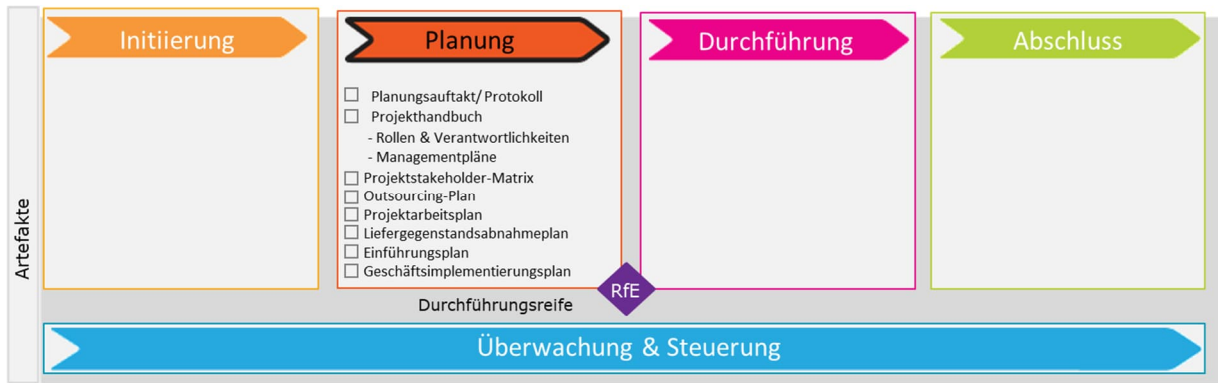 Initiierung
Planung
Durchführung
Abschluss
Planungsauftakt/ Protokoll
Projekthandbuch
- Rollen & Verantwortlichkeiten
- Managementpläne
Projektstakeholder-Matrix
Outsourcing-Plan
Projektarbeitsplan
Liefergegenstandsabnahmeplan
Einführungsplan
Geschäftsimplementierungsplan
Artefakte
RfE
Durchführungsreife
Überwachung & Steuerung